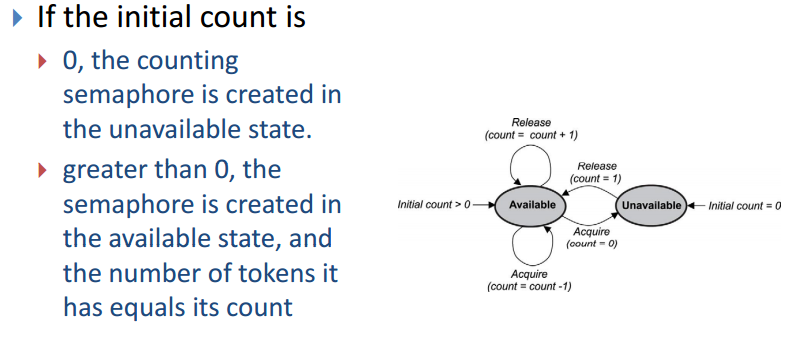 If the initial count is
0, the counting
semaphore is created in
the unavailable state.
greater than 0, the
semaphore is created in
the available state, and
the number of tokens it
has equals its count
Release
(count = count + 1)
Release
(count = 1)
Initial count > 0
Available
Unavailable
Initial count = 0
Acquire
(count = 0)
Acquire
(count = count -1)